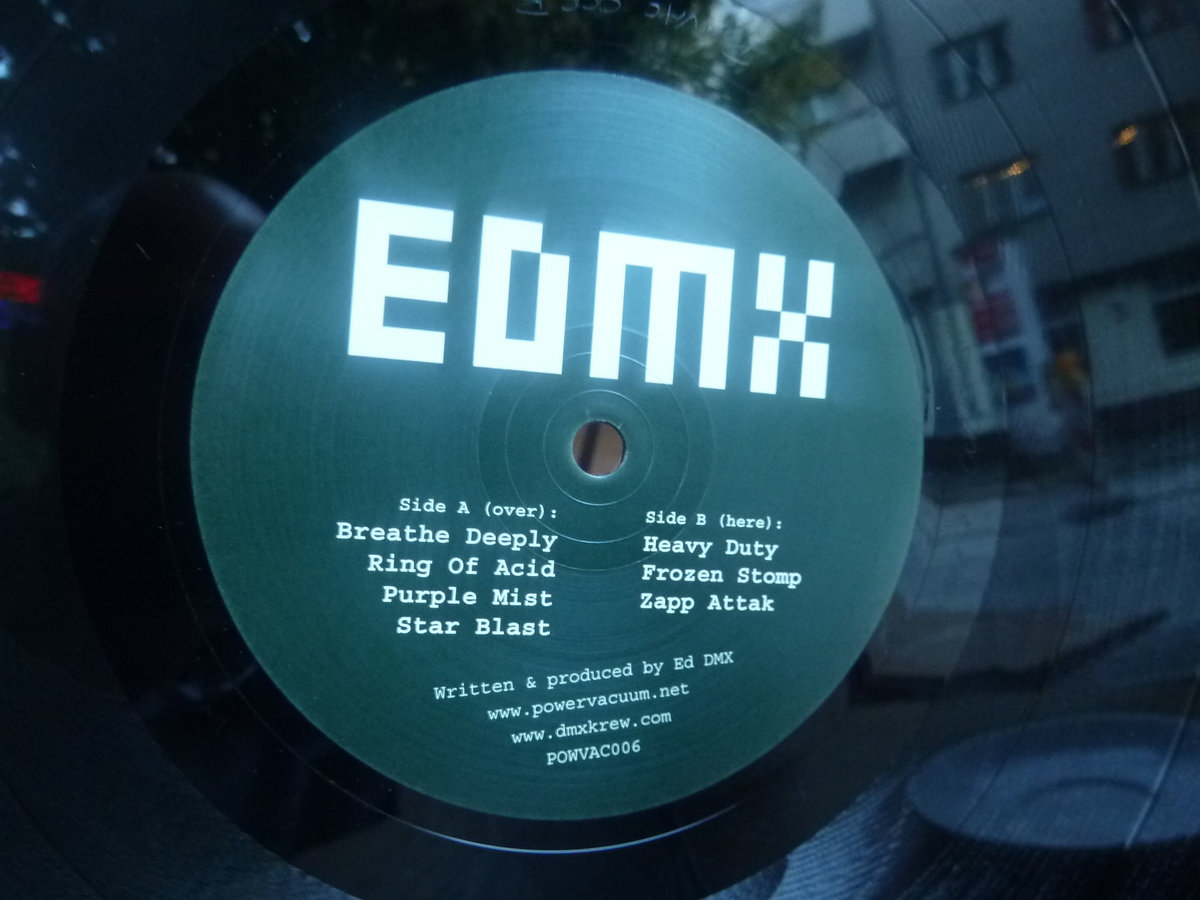 EDMX
Side A (over):
Breathe Deeply
Ring Of Acid
Purple Mist
Star Blast
Side B (here):
Heavy Duty
Frozen Stomp
Zapp Attak
Written & produced by Ed DMX
www.powervacuum.net
www.dmxkrew.com
POWVAC006